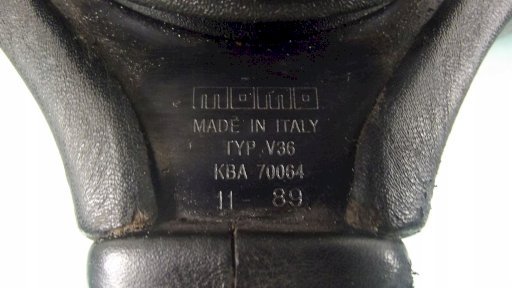 momo
MADE IN ITALY
TYP V36
KBA 70064
11 - 89